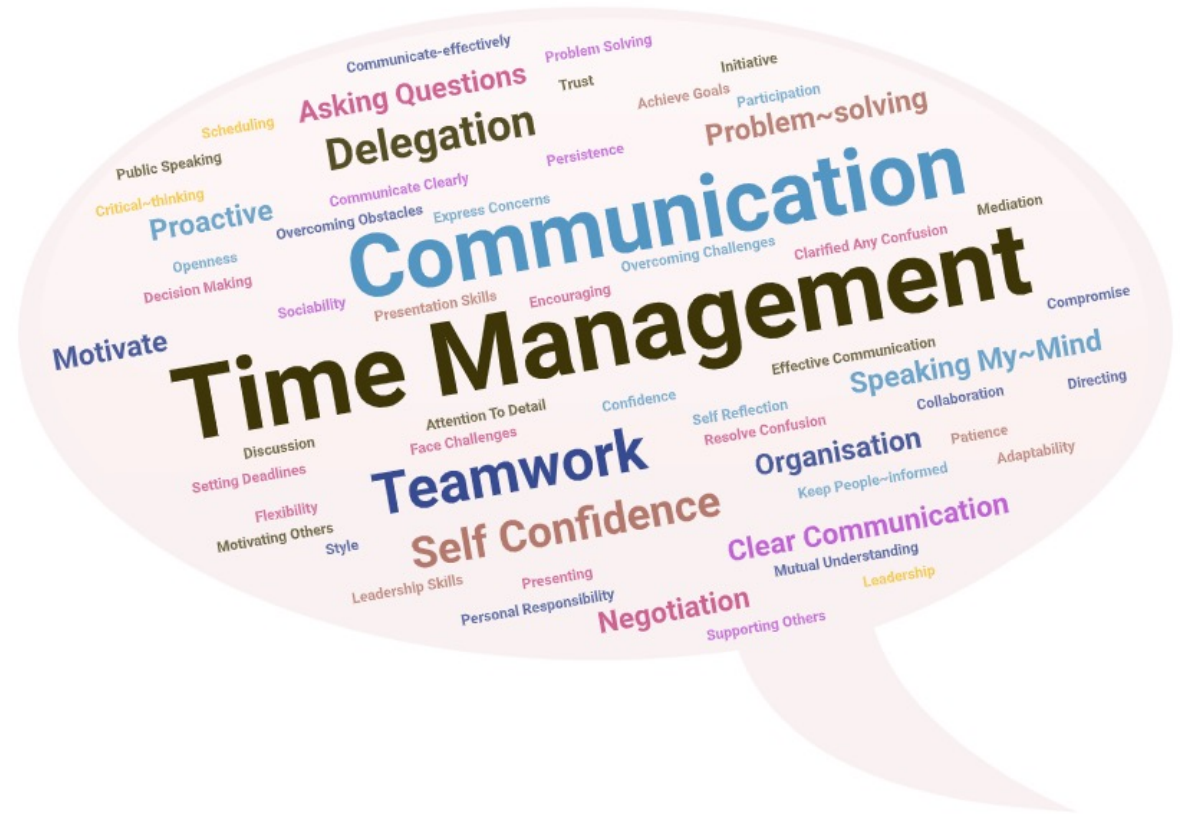 Communicate-effectively
Problem Solving
Initiative
Asking Questions
Trust
Achieve Goals
Participation
Scheduling
Delegation
Problem~solving
Public Speaking
Persistence
Critical~thinking
Communicate Clearly
Proactive
Overcoming Obstacles
Express Concerns
Communication
Mediation
Openness
Overcoming Challenges
Clarified Any Confusion
Decision Making
Sociability
Presentation Skills
Encouraging
Compromise
Motivate
Time Management
Effective Communication
Speaking My~Mind
Directing
Attention To Detail
Confidence
Self Reflection
Collaboration
Discussion
Face Challenges
Resolve Confusion
Patience
Setting Deadlines
Teamwork
Organisation
Adaptability
Keep People~informed
Flexibility
Motivating Others
Style
Self Confidence
Clear Communication
Mutual Understanding
Leadership Skills
Presenting
Leadership
Personal Responsibility
Negotiation
Supporting Others